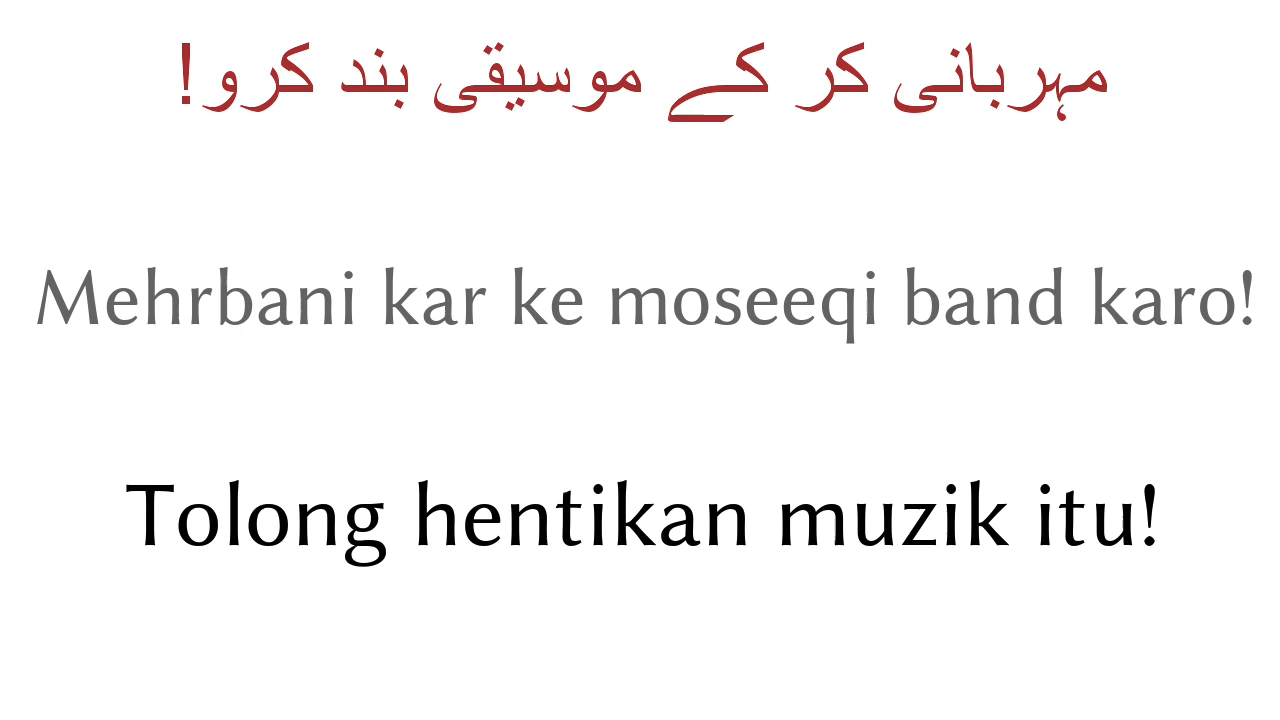 مہربانی کر کے موسیقی بند کرو!
Mehrbani kar ke moseeqi band karo!
Tolong hentikan muzik itu!